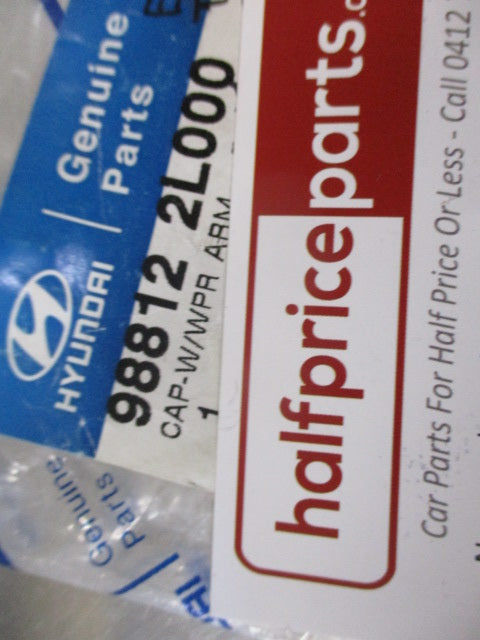 HYUNDAI | Genuine Parts
98812 2L000
CAP-W/WPR ARM
1
halfpriceparts.c
Car Parts For Half Price Or Less - Call 0412
Genuine
Parts